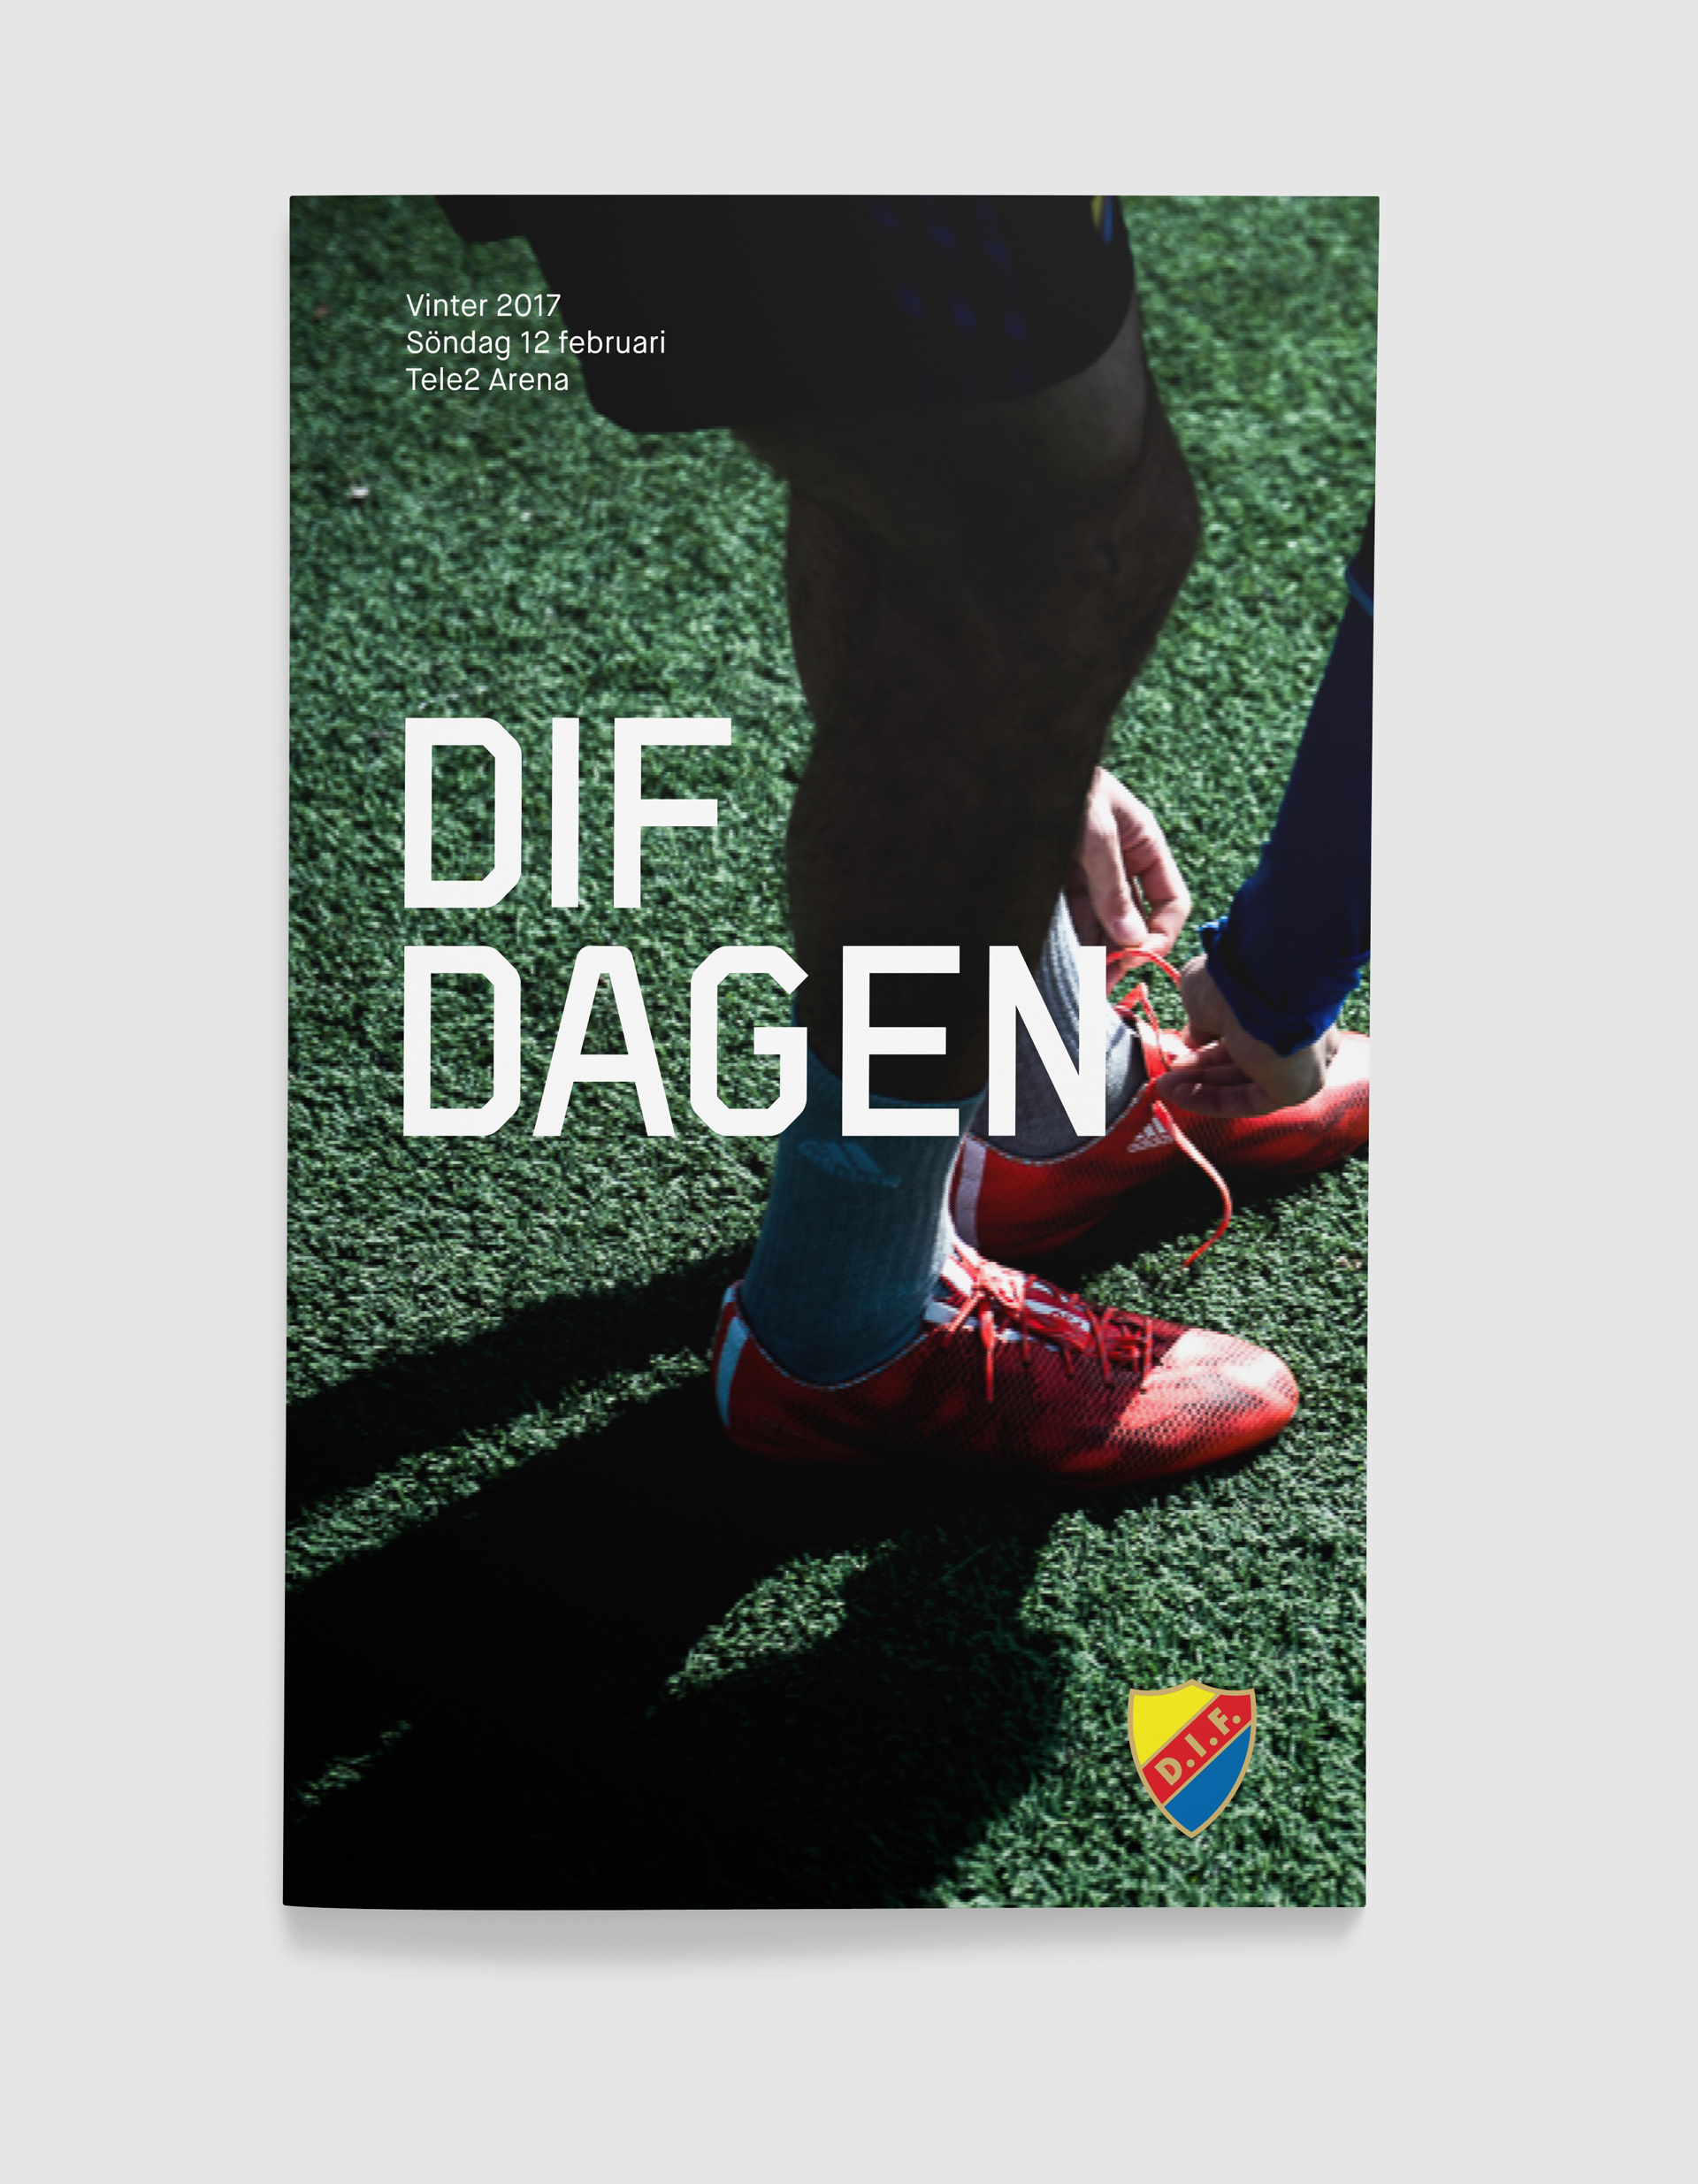 Vinter 2017
Söndag 12 februari
Tele2 Arena
DIF
DAGEN
D.I.F.